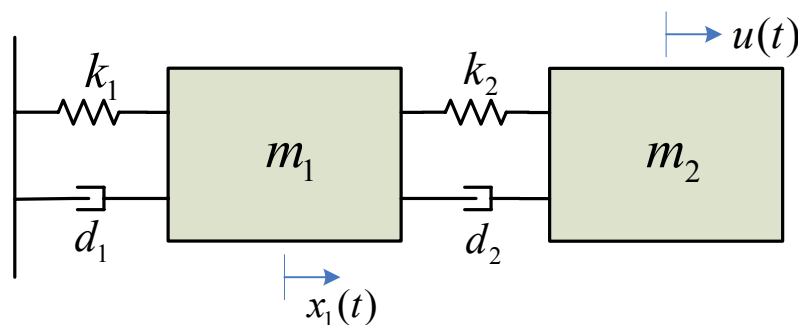 u(t)
k₁
k₂
m₁
m₂
d₁
d₂
x₁(t)